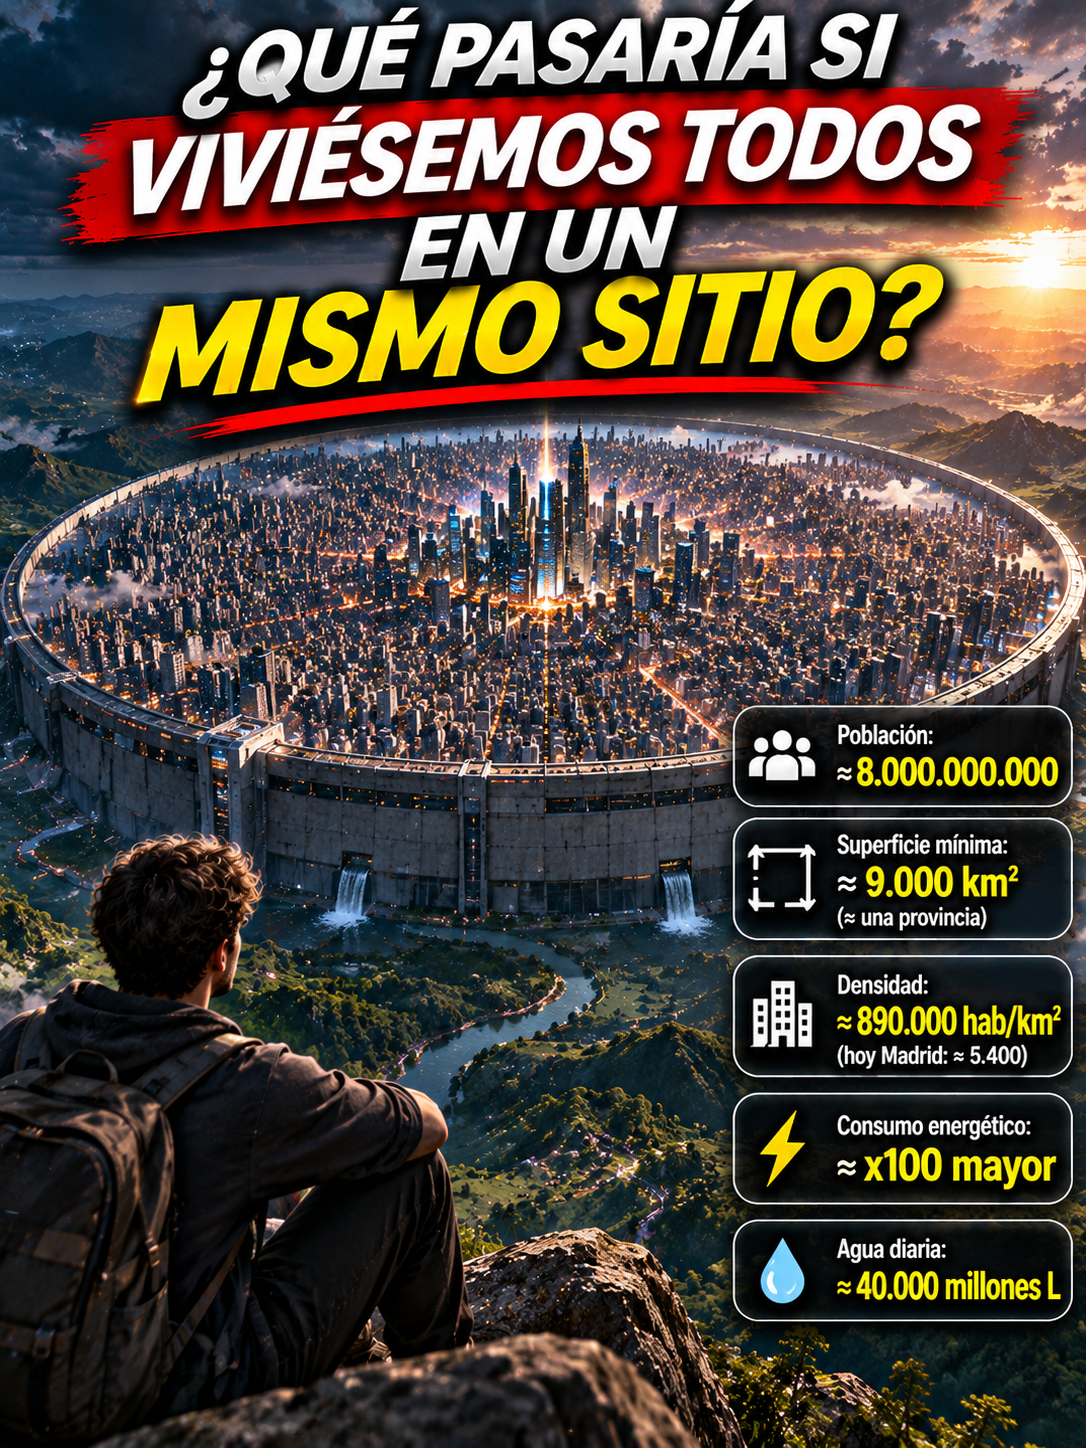 ¿QUÉ PASARÍA SI
VIVIÉSEMOS TODOS
EN UN
MISMO SITIO?
Población:
≈ 8.000.000.000
Superficie mínima:
≈ 9.000 km²
(≈ una provincia)
Densidad:
≈ 890.000 hab/km²
(hoy Madrid: ≈ 5.400)
Consumo energético:
≈ x100 mayor
Agua diaria:
≈ 40.000 millones L